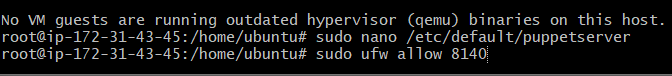 No VM guests are running outdated hypervisor (qemu) binaries on this host.
root@ip-172-31-43-45:/home/ubuntu# sudo nano /etc/default/puppetserver
root@ip-172-31-43-45:/home/ubuntu# sudo ufw allow 8140